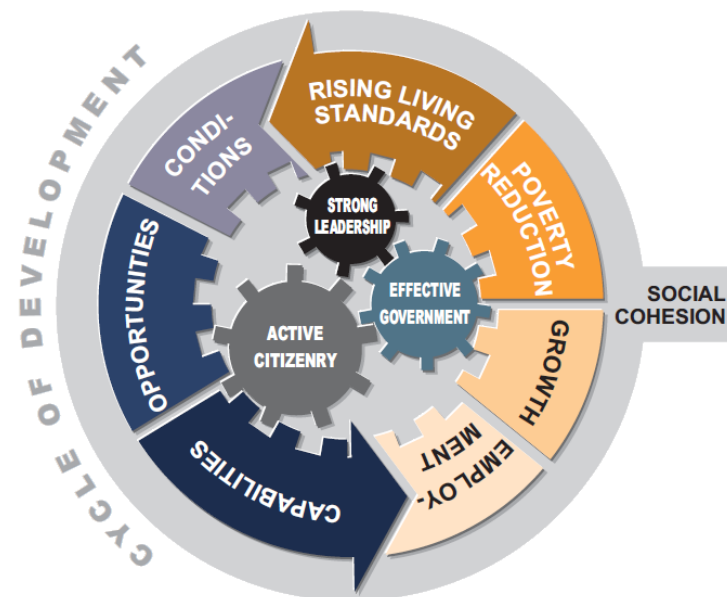 CYCLE OF DEVELOPMENT
RISING LIVING
STANDARDS
POVERTY
REDUCTION
GROWTH
EMPLOY-
MENT
CAPABILITIES
OPPORTUNITIES
CONDI-
TIONS
STRONG
LEADERSHIP
EFFECTIVE
GOVERNMENT
ACTIVE
CITIZENRY
SOCIAL
COHESION